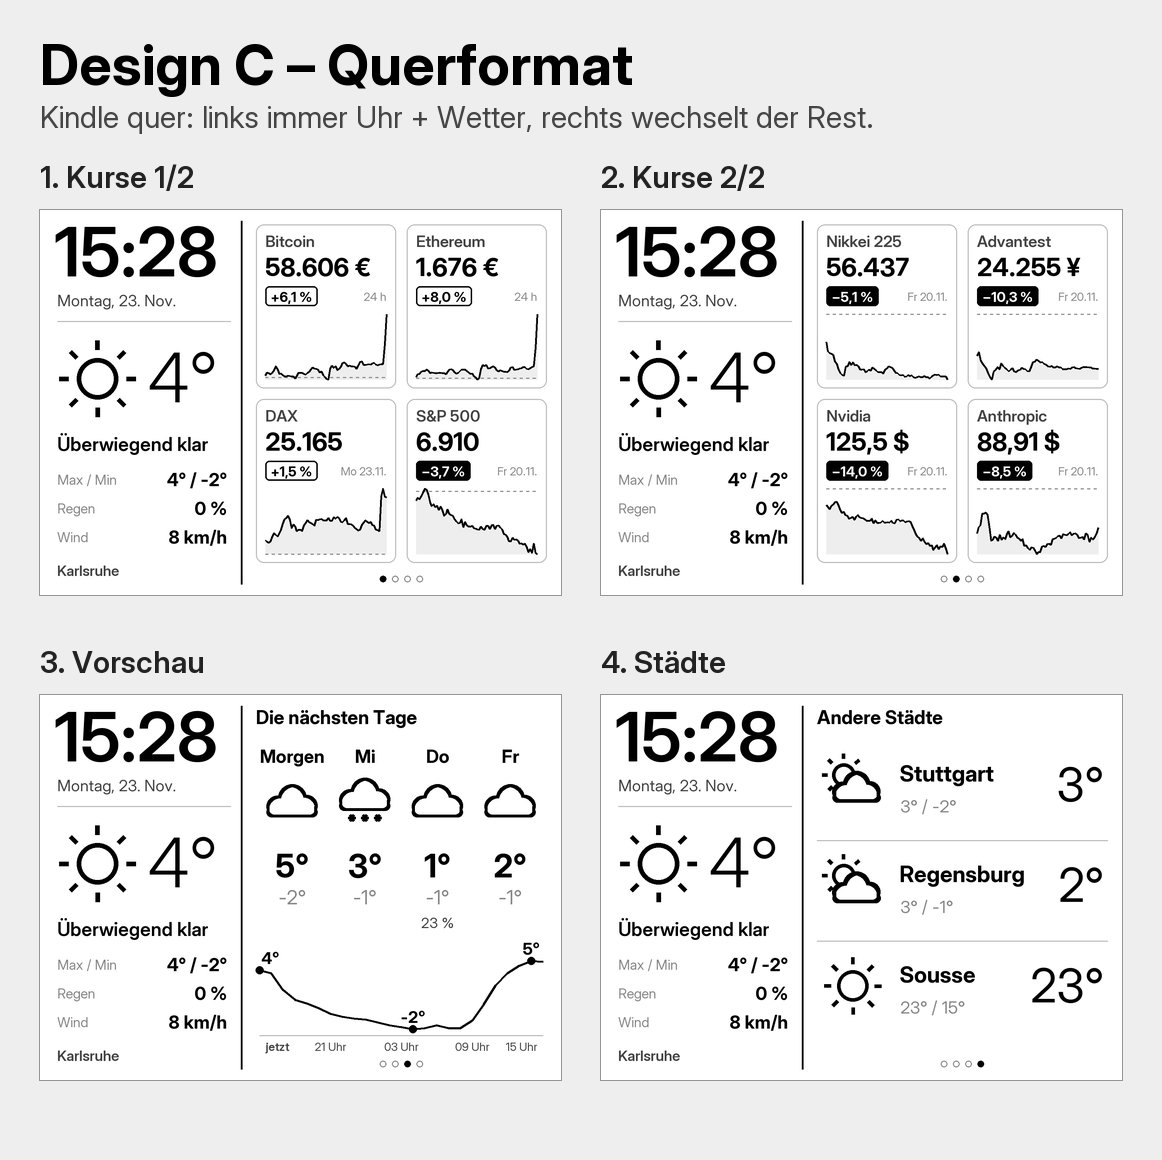 Design C – Querformat
Kindle quer: links immer Uhr + Wetter, rechts wechselt der Rest.
1. Kurse 1/2
15:28
Montag, 23. Nov.
4°
Überwiegend klar
Max / Min 4° / -2°
Regen 0 %
Wind 8 km/h
Karlsruhe
Bitcoin
58.606 €
+6,1 % 24 h
Ethereum
1.676 €
+8,0 % 24 h
DAX
25.165
+1,5 % Mo 23.11.
S&P 500
6.910
−3,7 % Fr 20.11.
2. Kurse 2/2
15:28
Montag, 23. Nov.
4°
Überwiegend klar
Max / Min 4° / -2°
Regen 0 %
Wind 8 km/h
Karlsruhe
Nikkei 225
56.437
−5,1 % Fr 20.11.
Advantest
24.255 ¥
−10,3 % Fr 20.11.
Nvidia
125,5 $
−14,0 % Fr 20.11.
Anthropic
88,91 $
−8,5 % Fr 20.11.
3. Vorschau
15:28
Montag, 23. Nov.
4°
Überwiegend klar
Max / Min 4° / -2°
Regen 0 %
Wind 8 km/h
Karlsruhe
Die nächsten Tage
Morgen Mi Do Fr
5° 3° 1° 2°
-2° -1° -1° -1°
23 %
4° -2° 5°
jetzt 21 Uhr 03 Uhr 09 Uhr 15 Uhr
4. Städte
15:28
Montag, 23. Nov.
4°
Überwiegend klar
Max / Min 4° / -2°
Regen 0 %
Wind 8 km/h
Karlsruhe
Andere Städte
Stuttgart 3°
3° / -2°
Regensburg 2°
3° / -1°
Sousse 23°
23° / 15°